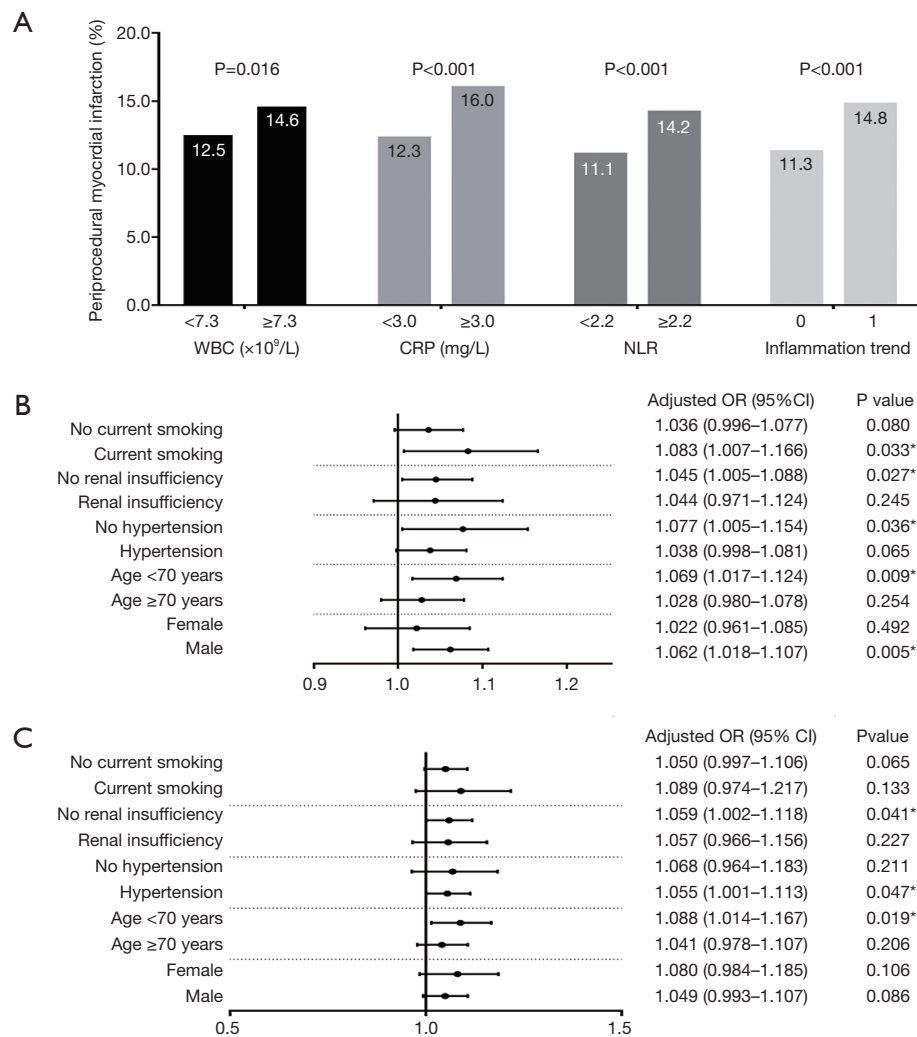 A
Periprocedural myocrdial infarction (%)
20.0
15.0
10.0
5.0
0.0
P=0.016
P<0.001
P<0.001
P<0.001
12.5
14.6
12.3
16.0
11.1
14.2
11.3
14.8
<7.3
≥7.3
<3.0
≥3.0
<2.2
≥2.2
0
1
WBC (×10⁹/L)
CRP (mg/L)
NLR
Inflammation trend
B
Adjusted OR (95%CI) P value
No current smoking 1.036 (0.996–1.077) 0.080
Current smoking 1.083 (1.007–1.166) 0.033*
No renal insufficiency 1.045 (1.005–1.088) 0.027*
Renal insufficiency 1.044 (0.971–1.124) 0.245
No hypertension 1.077 (1.005–1.154) 0.036*
Hypertension 1.038 (0.998–1.081) 0.065
Age <70 years 1.069 (1.017–1.124) 0.009*
Age ≥70 years 1.028 (0.980–1.078) 0.254
Female 1.022 (0.961–1.085) 0.492
Male 1.062 (1.018–1.107) 0.005*
0.9 1.0 1.1 1.2
C
Adjusted OR (95% CI) Pvalue
No current smoking 1.050 (0.997–1.106) 0.065
Current smoking 1.089 (0.974–1.217) 0.133
No renal insufficiency 1.059 (1.002–1.118) 0.041*
Renal insufficiency 1.057 (0.966–1.156) 0.227
No hypertension 1.068 (0.964–1.183) 0.211
Hypertension 1.055 (1.001–1.113) 0.047*
Age <70 years 1.088 (1.014–1.167) 0.019*
Age ≥70 years 1.041 (0.978–1.107) 0.206
Female 1.080 (0.984–1.185) 0.106
Male 1.049 (0.993–1.107) 0.086
0.5 1.0 1.5